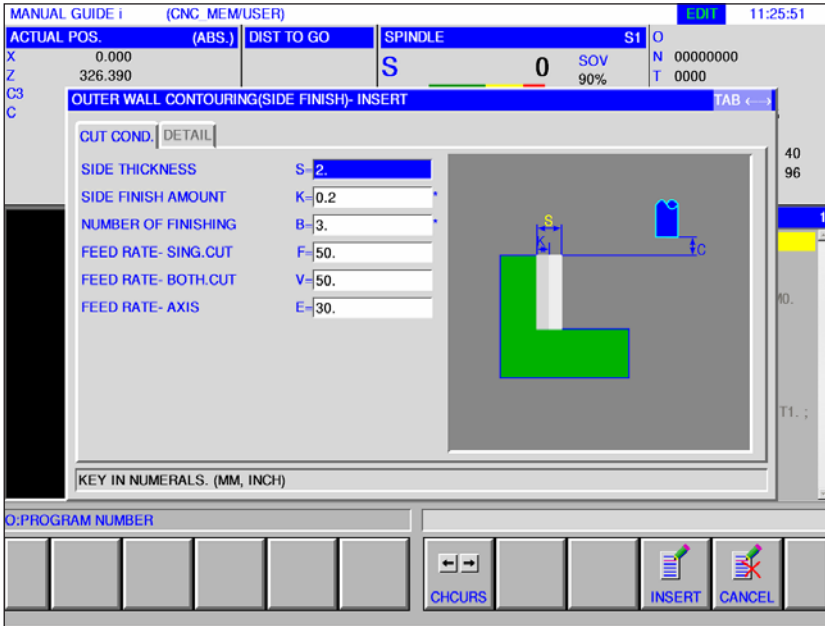 MANUAL GUIDE i (CNC_MEM/USER) EDIT 11:25:51
ACTUAL POS. (ABS.) DIST TO GO SPINDLE S1 O
X 0.000 S 0 SOV N 00000000
Z 326.390 90% T 0000
C3
C
OUTER WALL CONTOURING(SIDE FINISH)- INSERT TAB ←→
CUT COND. DETAIL
SIDE THICKNESS S=2.
SIDE FINISH AMOUNT K=0.2 *
NUMBER OF FINISHING B=3. *
FEED RATE- SING.CUT F=50.
FEED RATE- BOTH.CUT V=50.
FEED RATE- AXIS E=30.
S
K
C
40
96
1
M0.
T1. ;
KEY IN NUMERALS. (MM, INCH)
O:PROGRAM NUMBER
CHCURS INSERT CANCEL